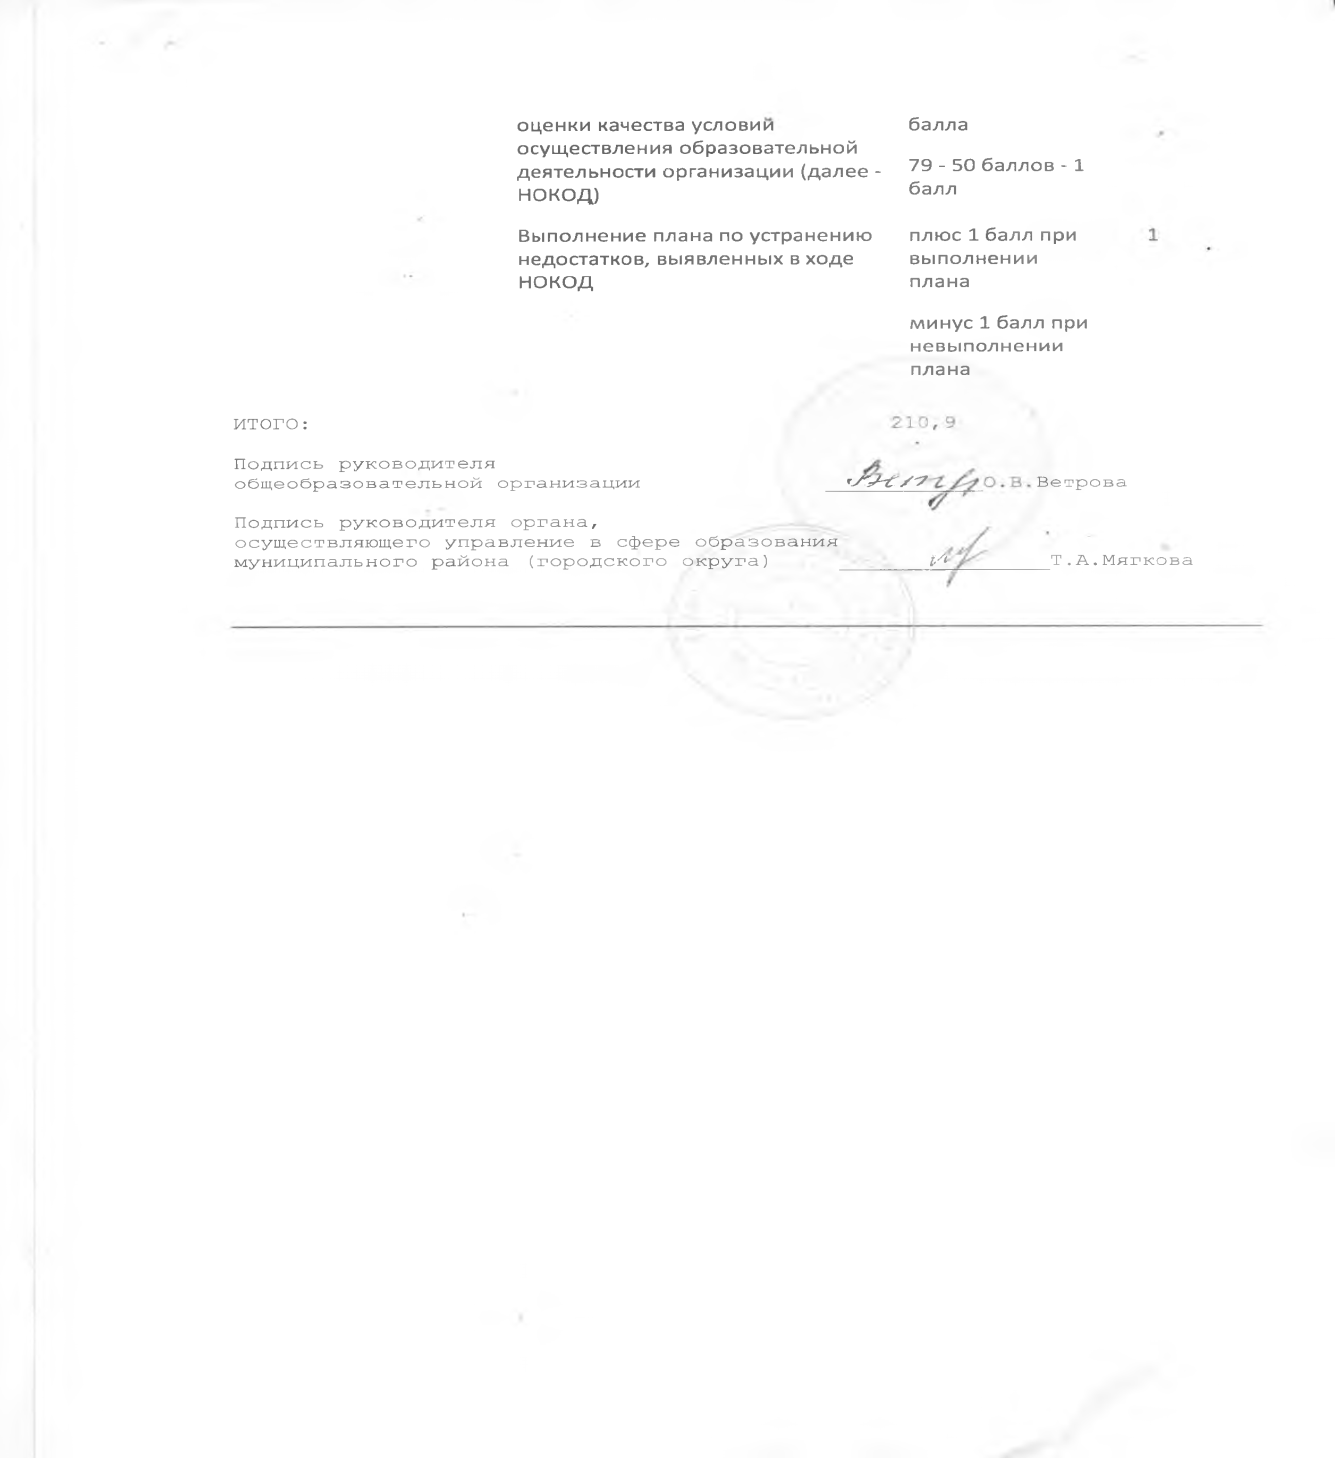 оценки качества условий
осуществления образовательной
деятельности организации (далее -
НОКОД)
балла
79 - 50 баллов - 1
балл
Выполнение плана по устранению
недостатков, выявленных в ходе
НОКОД
плюс 1 балл при
выполнении
плана
минус 1 балл при
невыполнении
плана
1
ИТОГО: 210,9
Подпись руководителя
общеобразовательной организации О.В.Ветрова
Подпись руководителя органа,
осуществляющего управление в сфере образования
муниципального района (городского округа) Т.А.Мягкова